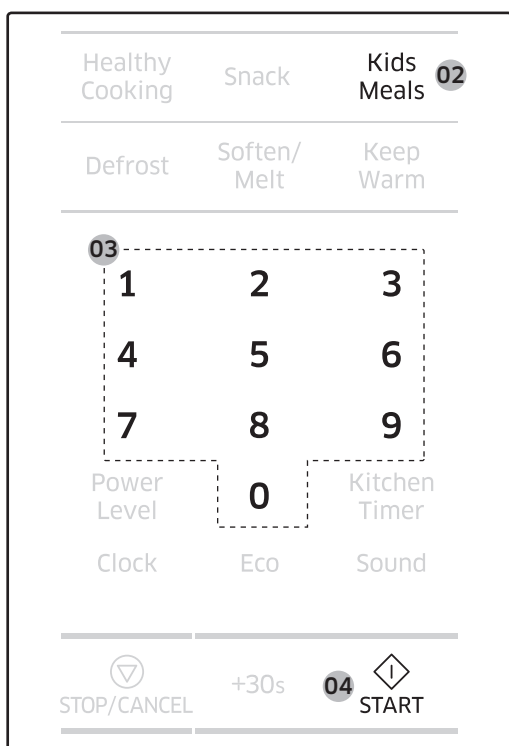 Healthy
Cooking
Snack
Kids
Meals
02
Defrost
Soften/
Melt
Keep
Warm
03
1 2 3
4 5 6
7 8 9
Power
Level
0
Kitchen
Timer
Clock Eco Sound
STOP/CANCEL
+30s
04
START